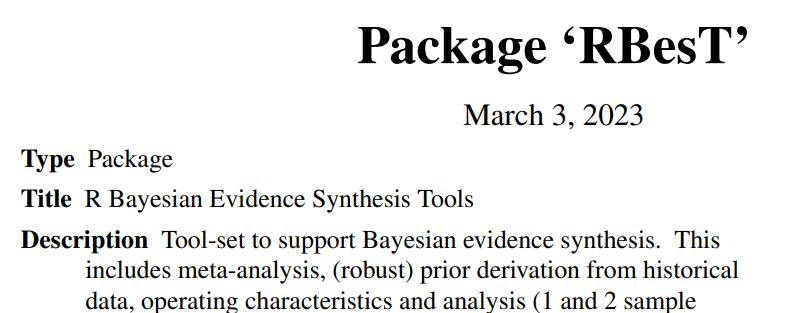 Package ‘RBesT’
March 3, 2023
Type Package
Title R Bayesian Evidence Synthesis Tools
Description Tool-set to support Bayesian evidence synthesis. This
includes meta-analysis, (robust) prior derivation from historical
data, operating characteristics and analysis (1 and 2 sample